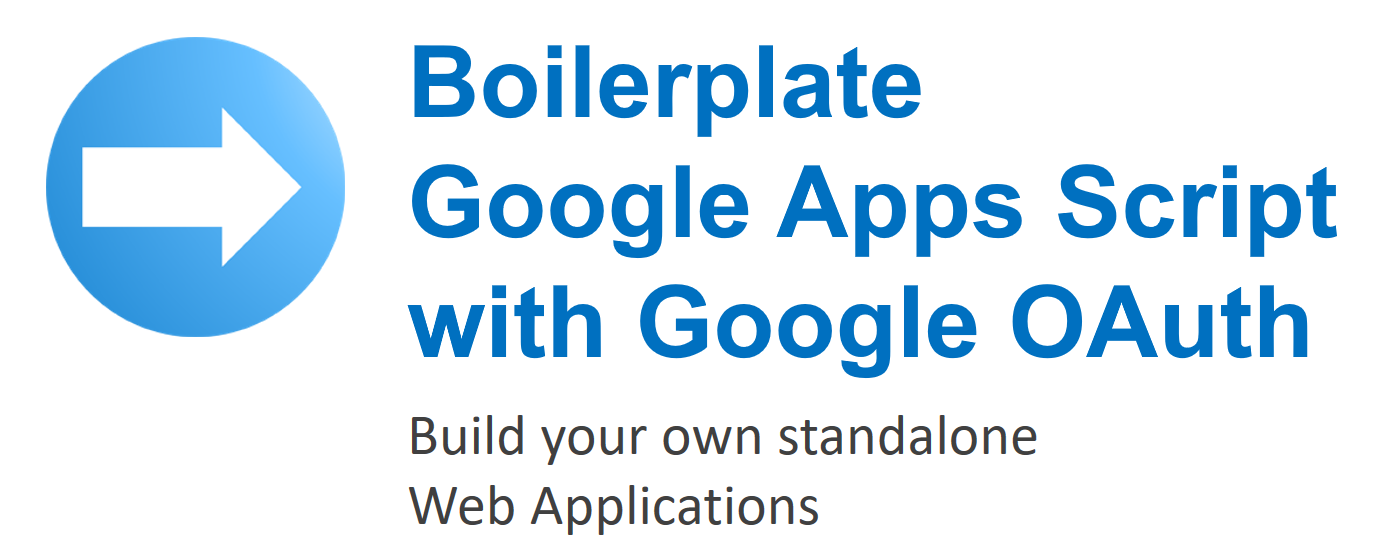 Boilerplate
Google Apps Script
with Google OAuth
Build your own standalone
Web Applications